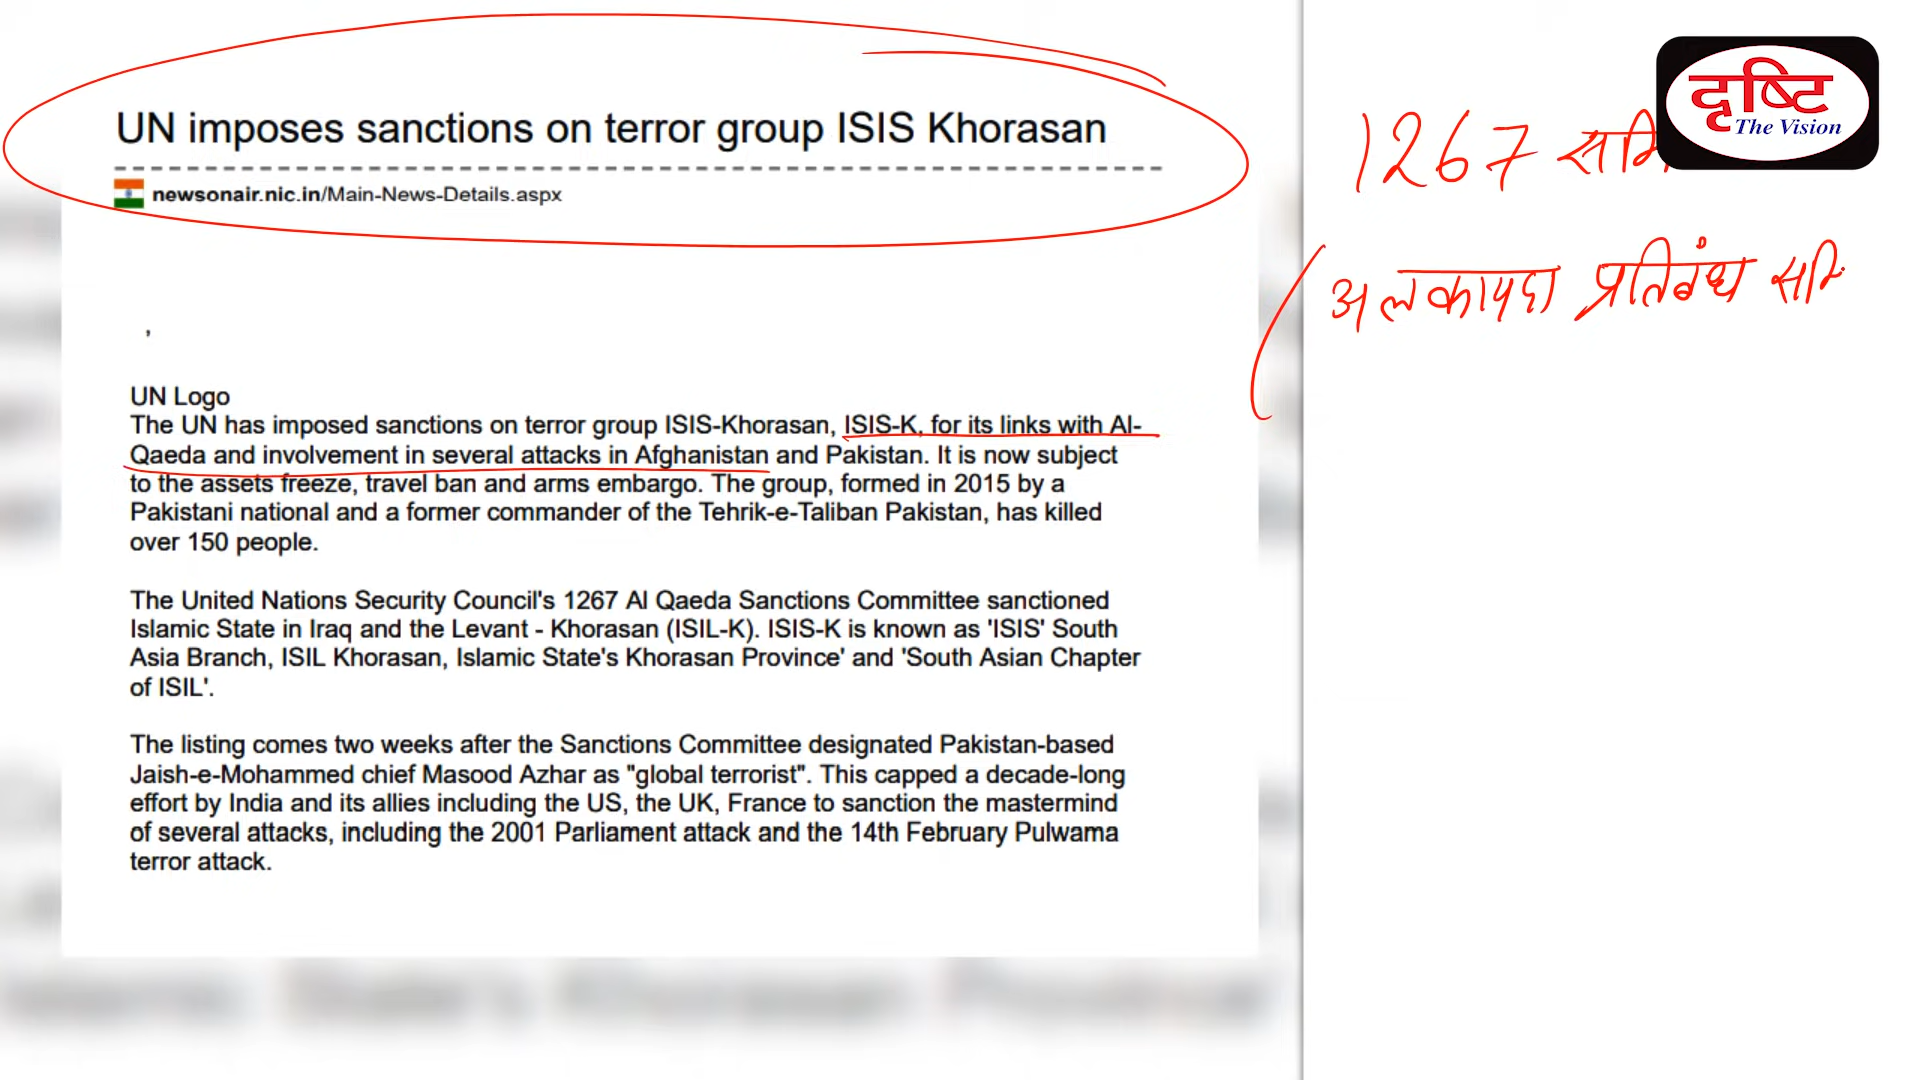 UN imposes sanctions on terror group ISIS Khorasan
newsonair.nic.in/Main-News-Details.aspx
UN Logo
The UN has imposed sanctions on terror group ISIS-Khorasan, ISIS-K, for its links with Al-
Qaeda and involvement in several attacks in Afghanistan and Pakistan. It is now subject
to the assets freeze, travel ban and arms embargo. The group, formed in 2015 by a
Pakistani national and a former commander of the Tehrik-e-Taliban Pakistan, has killed
over 150 people.
The United Nations Security Council's 1267 Al Qaeda Sanctions Committee sanctioned
Islamic State in Iraq and the Levant - Khorasan (ISIL-K). ISIS-K is known as 'ISIS' South
Asia Branch, ISIL Khorasan, Islamic State's Khorasan Province' and 'South Asian Chapter
of ISIL'.
The listing comes two weeks after the Sanctions Committee designated Pakistan-based
Jaish-e-Mohammed chief Masood Azhar as "global terrorist". This capped a decade-long
effort by India and its allies including the US, the UK, France to sanction the mastermind
of several attacks, including the 2001 Parliament attack and the 14th February Pulwama
terror attack.
दृष्टि
The Vision
1267 समि
अलकायदा प्रतिबंध समि